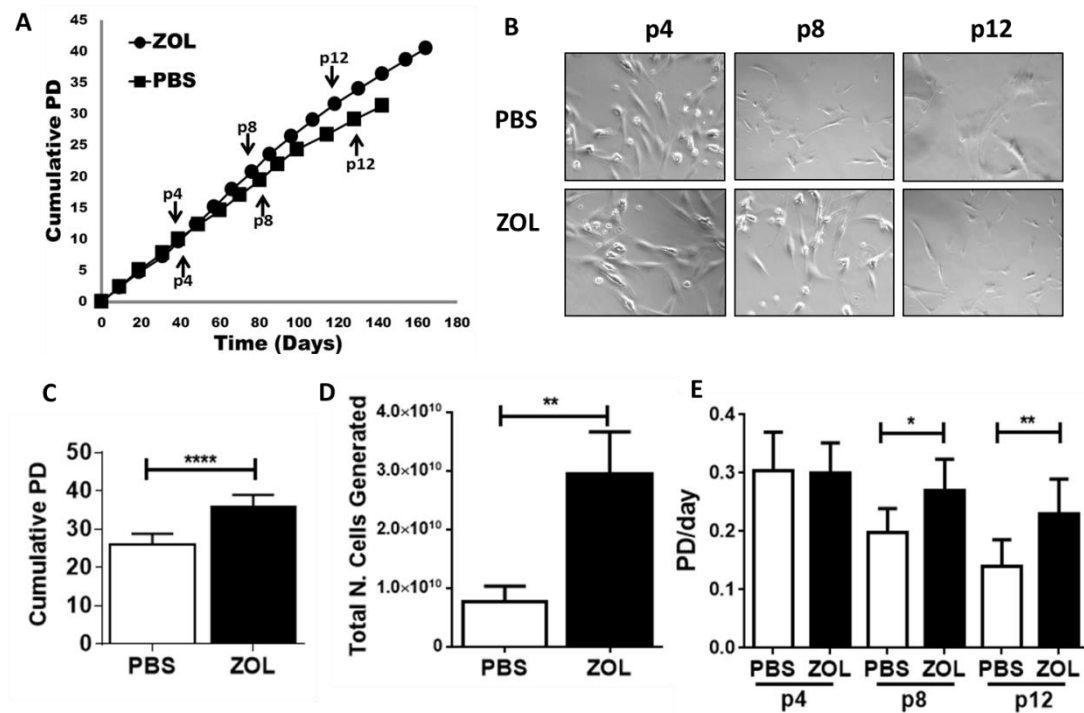 A
ZOL
PBS
Cumulative PD
45
40
35
30
25
20
15
10
5
0
p4
p8
p12
p4
p8
p12
0 20 40 60 80 100 120 140 160 180
Time (Days)
B
p4 p8 p12
PBS
ZOL
C
Cumulative PD
50
40
30
20
10
0
****
PBS ZOL
D
Total N. Cells Generated
4.0×10¹⁰
3.0×10¹⁰
2.0×10¹⁰
1.0×10¹⁰
0
**
PBS ZOL
E
PD/day
0.4
0.3
0.2
0.1
0.0
* **
PBS ZOL PBS ZOL PBS ZOL
p4 p8 p12